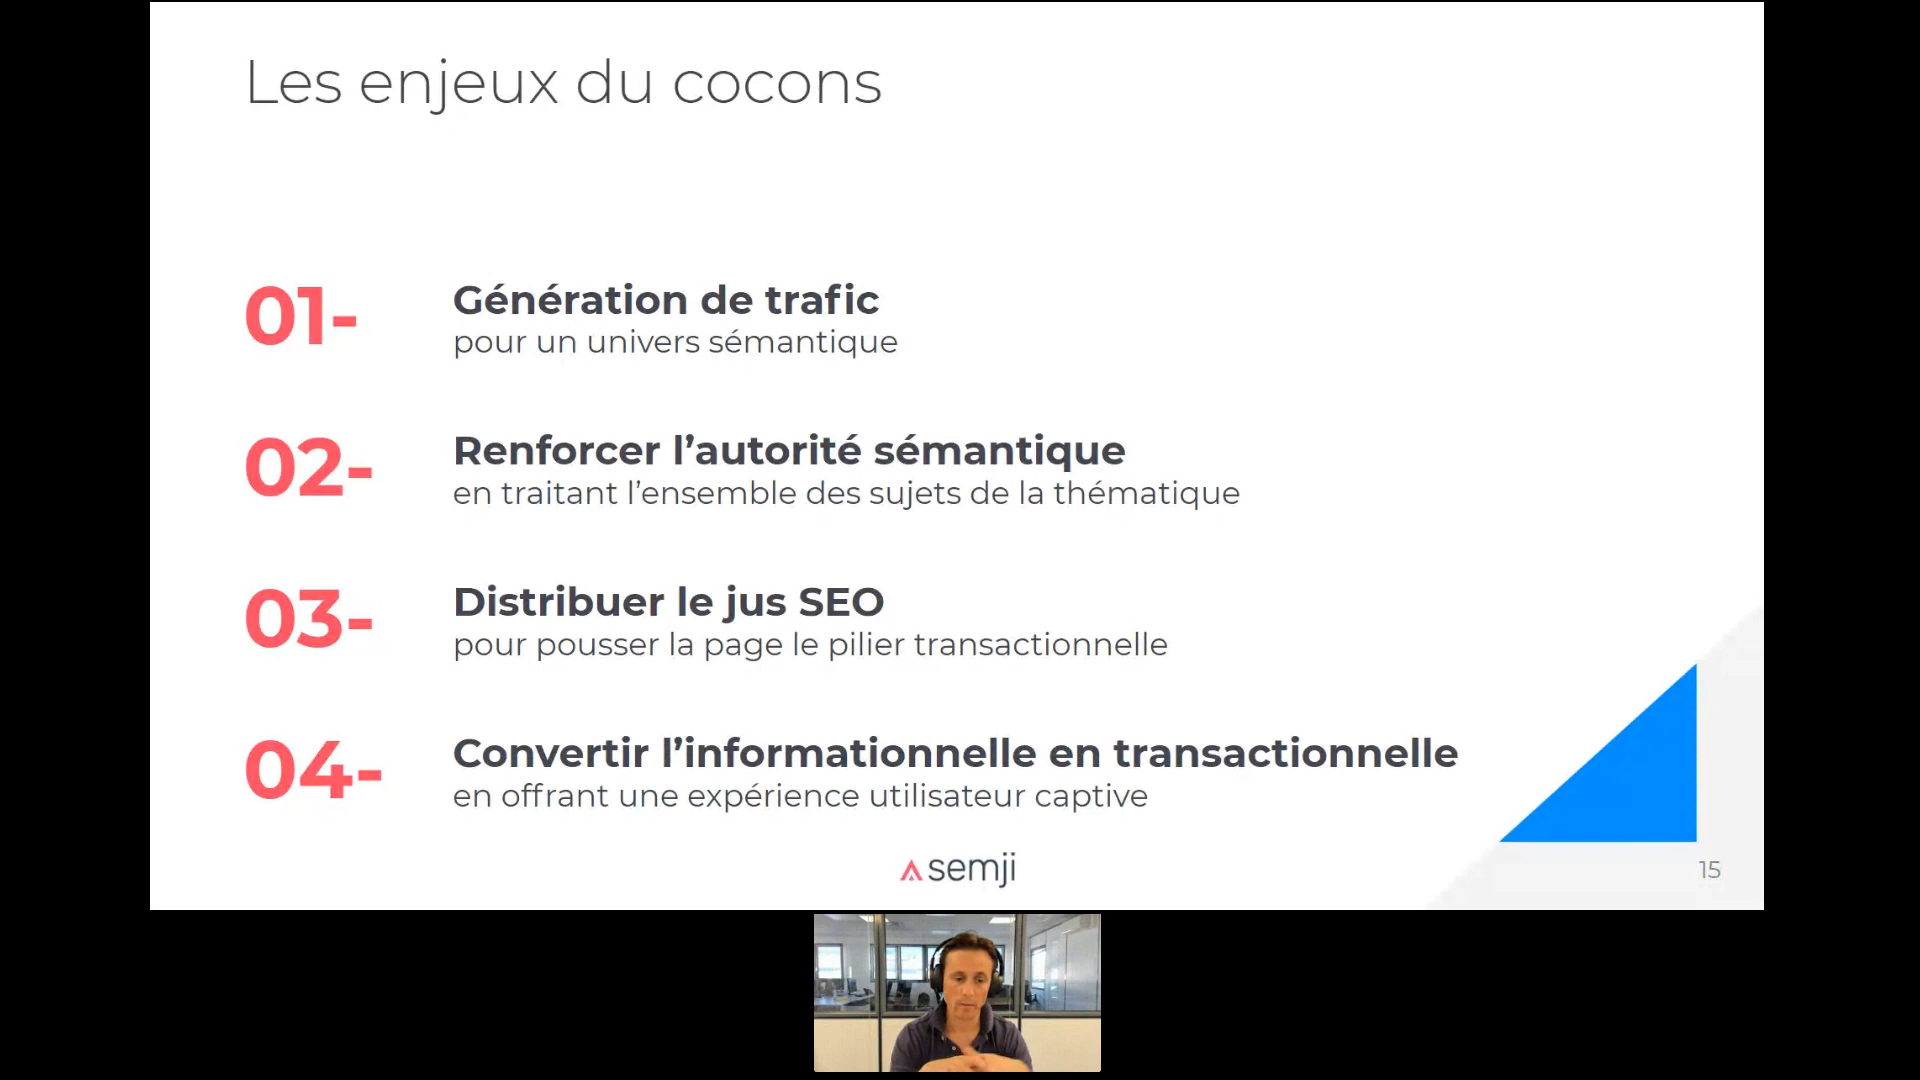 Les enjeux du cocons
01-
Génération de trafic
pour un univers sémantique
02-
Renforcer l’autorité sémantique
en traitant l’ensemble des sujets de la thématique
03-
Distribuer le jus SEO
pour pousser la page le pilier transactionnelle
04-
Convertir l’informationnelle en transactionnelle
en offrant une expérience utilisateur captive
semji
15